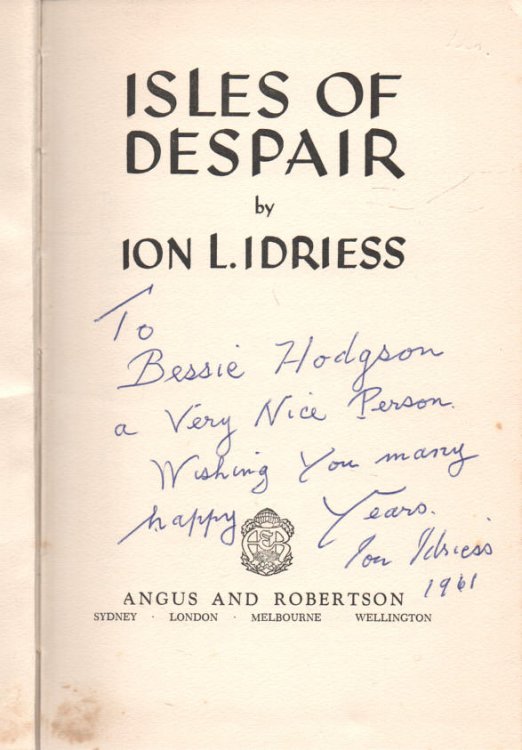 ISLES OF
DESPAIR
by
ION L. IDRIESS
To
Bessie Hodgson
a Very Nice Person.
Wishing You many
happy Years.
Ion Idriess
1961
ANGUS AND ROBERTSON
SYDNEY · LONDON · MELBOURNE · WELLINGTON